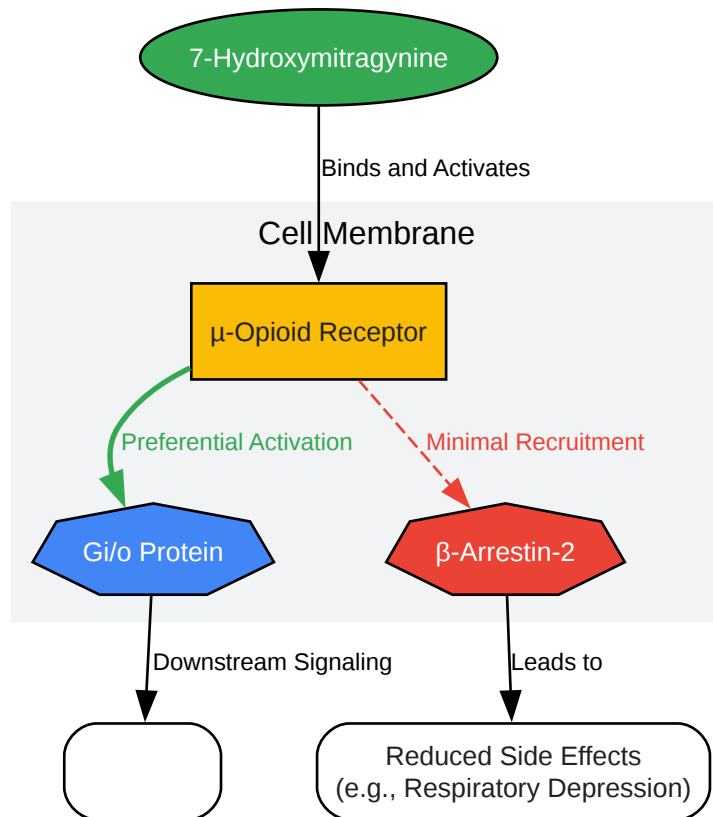 7-Hydroxymitragynine
Binds and Activates
Cell Membrane
μ-Opioid Receptor
Preferential Activation
Minimal Recruitment
Gi/o Protein
β-Arrestin-2
Downstream Signaling
Leads to
Reduced Side Effects
(e.g., Respiratory Depression)